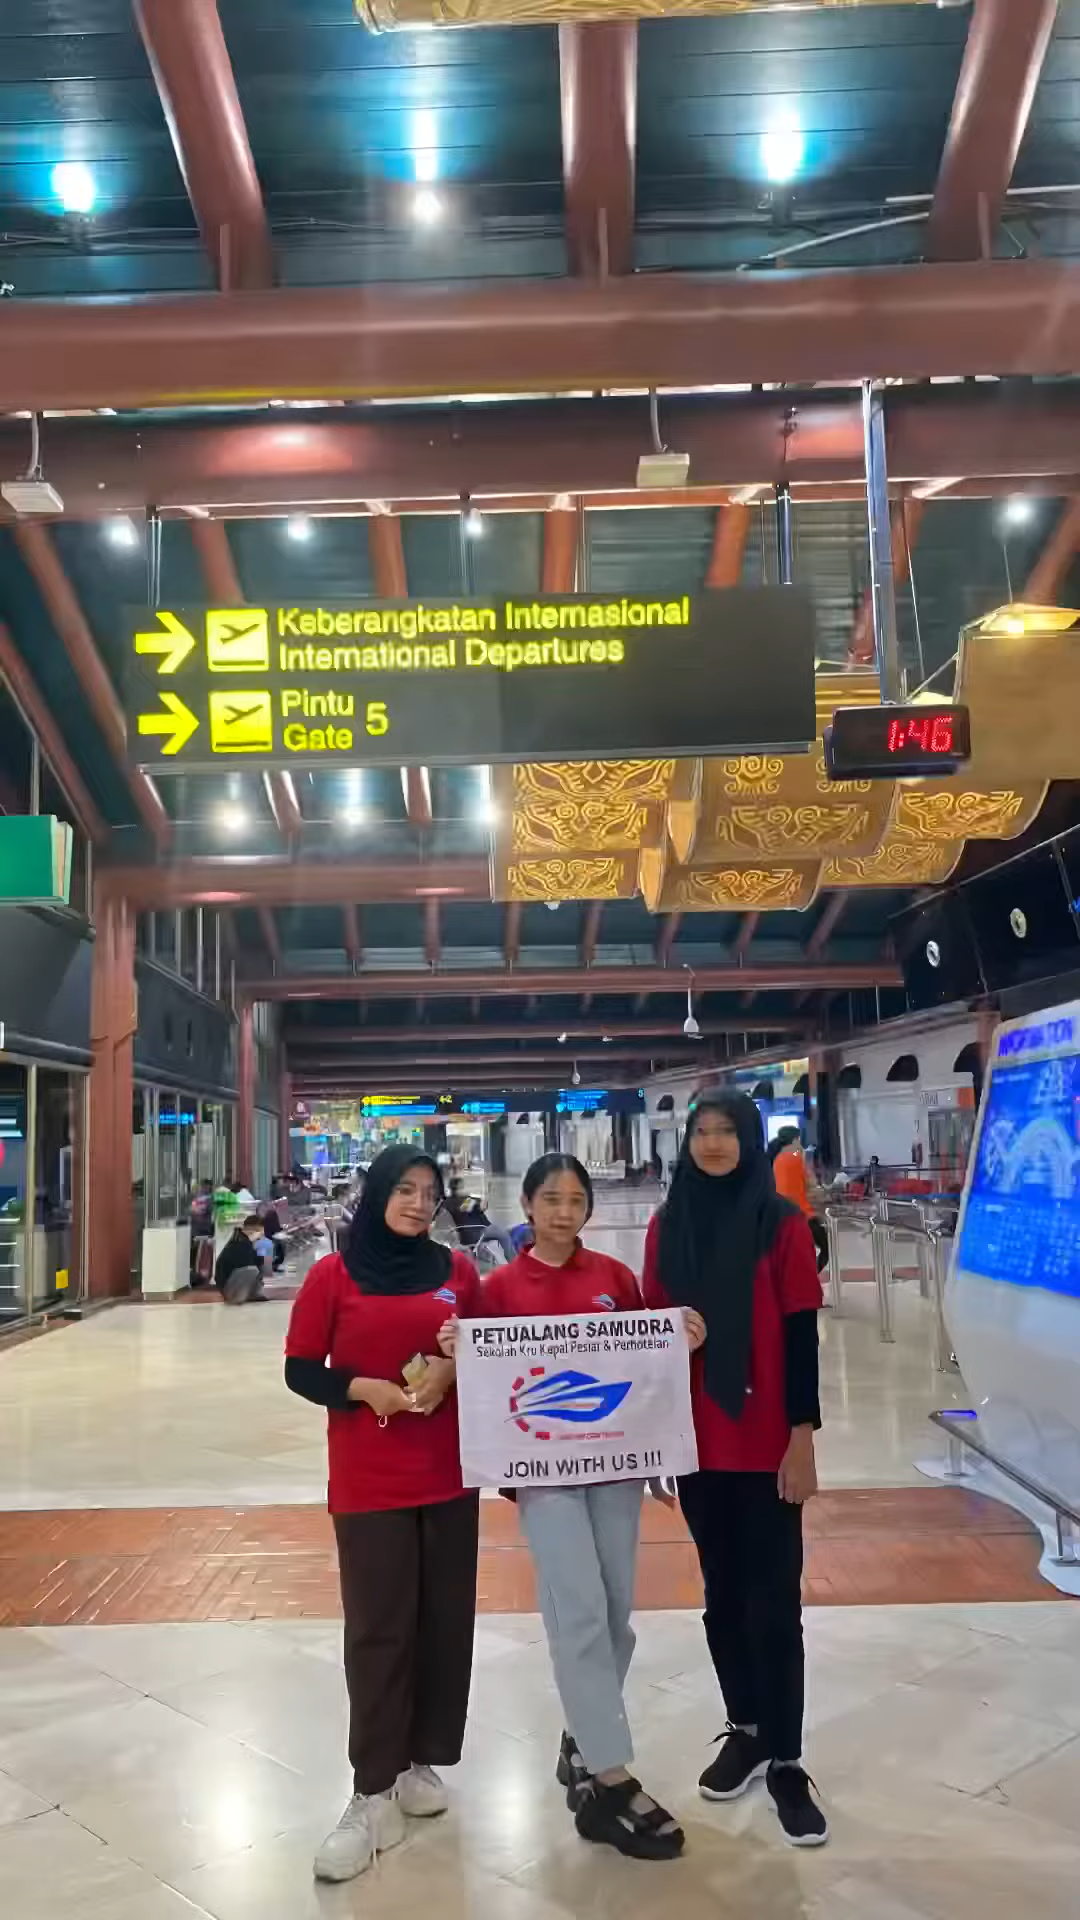 Keberangkatan Internasional
International Departures
Pintu
Gate 5
1:46
INFORMATION
PETUALANG SAMUDRA
Sekolah Kru Kapal Pesiar & Perhotelan
JOIN WITH US !!!